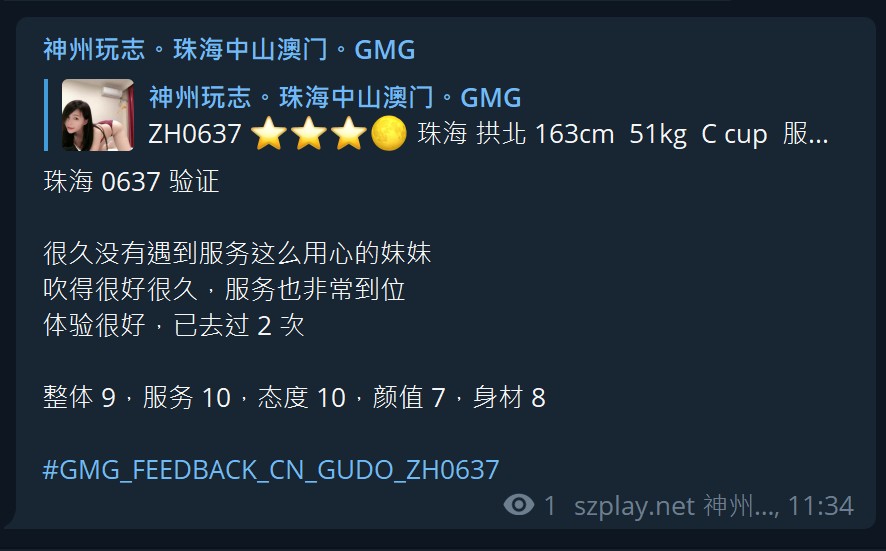 神州玩志。珠海中山澳门。GMG
神州玩志。珠海中山澳门。GMG
ZH0637 ⭐⭐⭐🌕 珠海 拱北 163cm 51kg C cup 服...
珠海 0637 验证
很久没有遇到服务这么用心的妹妹
吹得很好很久，服务也非常到位
体验很好，已去过 2 次
整体 9，服务 10，态度 10，颜值 7，身材 8
#GMG_FEEDBACK_CN_GUDO_ZH0637
1 szplay.net 神州..., 11:34